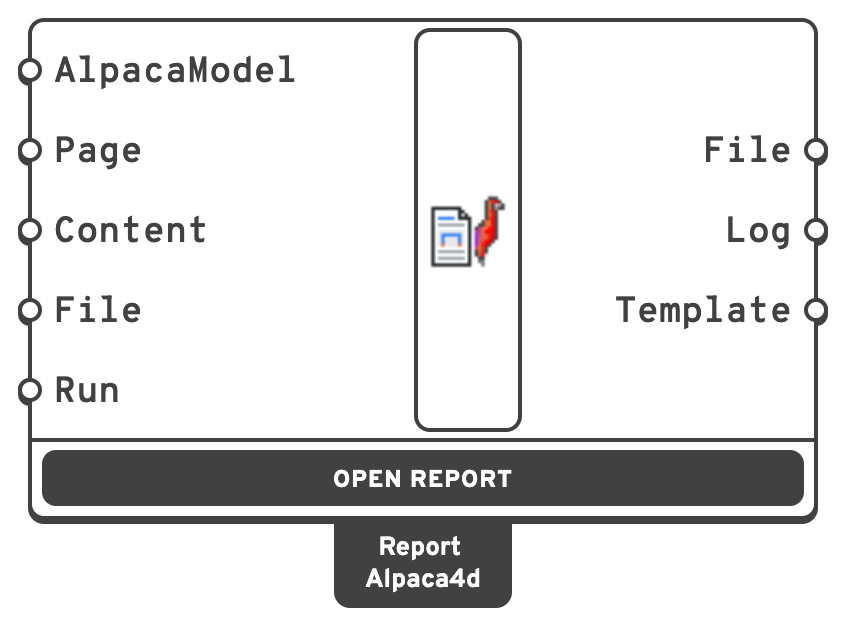 AlpacaModel
Page
Content
File
Run
File
Log
Template
OPEN REPORT
Report
Alpaca4d